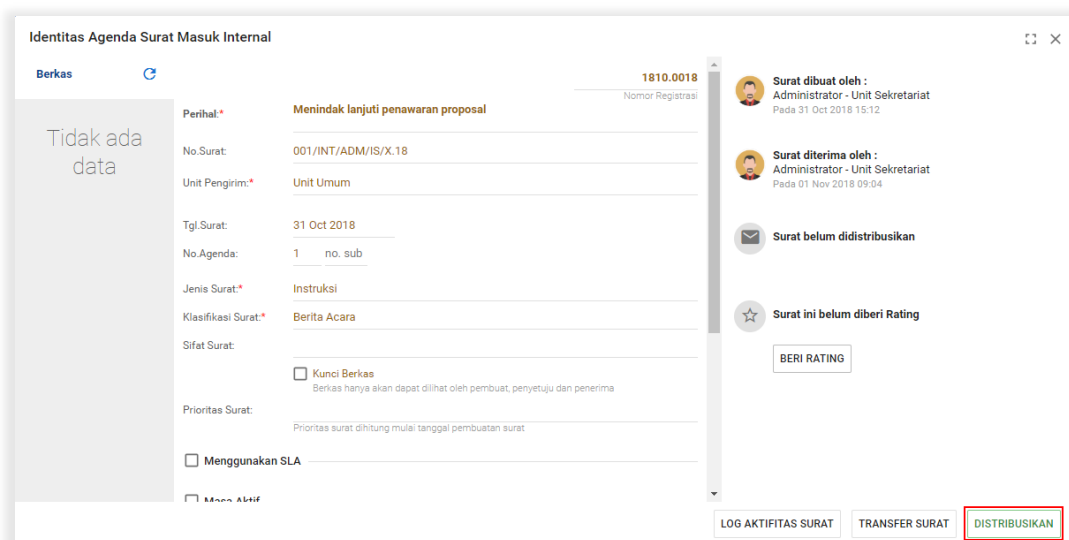 Identitas Agenda Surat Masuk Internal
Berkas
Tidak ada
data
1810.0018
Nomor Registrasi
Perihal:* Menindak lanjuti penawaran proposal
No.Surat: 001/INT/ADM/IS/X.18
Unit Pengirim:* Unit Umum
Tgl.Surat: 31 Oct 2018
No.Agenda: 1 no. sub
Jenis Surat:* Instruksi
Klasifikasi Surat:* Berita Acara
Sifat Surat:
Kunci Berkas
Berkas hanya akan dapat dilihat oleh pembuat, penyetuju dan penerima
Prioritas Surat:
Prioritas surat dihitung mulai tanggal pembuatan surat
Menggunakan SLA
Masa Aktif
Surat dibuat oleh :
Administrator - Unit Sekretariat
Pada 31 Oct 2018 15:12
Surat diterima oleh :
Administrator - Unit Sekretariat
Pada 01 Nov 2018 09:04
Surat belum didistribusikan
Surat ini belum diberi Rating
BERI RATING
LOG AKTIFITAS SURAT TRANSFER SURAT DISTRIBUSIKAN